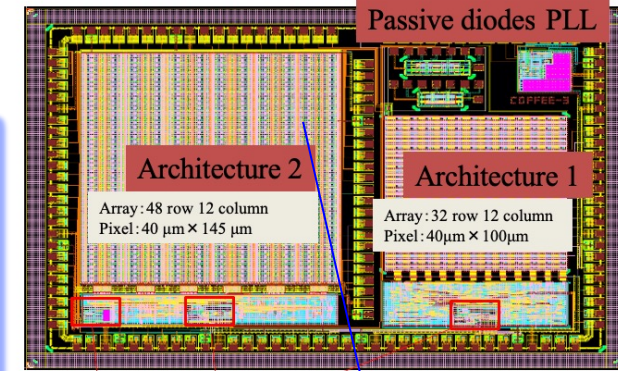 Passive diodes PLL
COFFEE-3
Architecture 2
Array:48 row 12 column
Pixel:40 μm×145 μm
Architecture 1
Array:32 row 12 column
Pixel:40μm×100μm